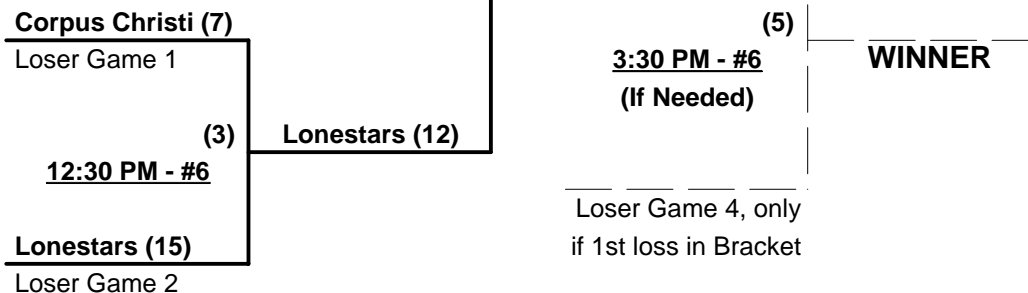 Corpus Christi (7)
Loser Game 1
(3)
12:30 PM - #6
Lonestars (12)
Lonestars (15)
Loser Game 2
(5)
3:30 PM - #6
(If Needed)
WINNER
Loser Game 4, only
if 1st loss in Bracket